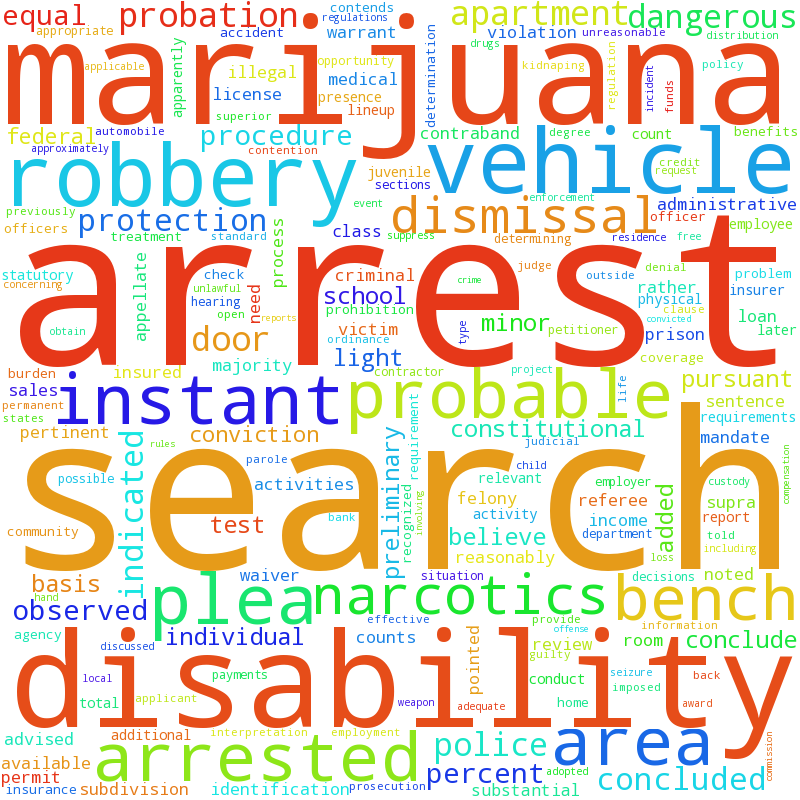 equal
probation
contends
regulations
apartment
dangerous
appropriate
accident
warrant
violation
unreasonable
distribution
marijuana
applicable
apparently
illegal
opportunity
medical
determination
drugs
kidnaping
regulation
incident
funds
policy
license
presence
lineup
superior
federal
automobile
procedure
contraband
degree
count
benefits
approximately
contention
robbery
juvenile
sections
vehicle
credit
request
previously
officers
protection
treatment
standard
class
event
suppress
dismissal
enforcement
administrative
officer
employee
determining
residence
free
arrest
statutory
concerning
appellate
check
unlawful
hearing
open
process
need
criminal
school
prohibition
judge
crime
outside
denial
rather
physical
clause
convicted
problem
insurer
loan
later
obtain
door
reports
ordinance
victim
light
type
minor
petitioner
prison
majority
coverage
burden
sales
insured
contractor
project
life
pursuant
permanent
states
instant
probable
sentence
requirements
pertinent
conviction
preliminary
requirement
constitutional
mandate
search
rules
indicated
parole
judicial
possible
activities
relevant
child
employer
custody
compensation
felony
referee
supra
community
test
bank
recognized
involving
activity
income
report
added
believe
department
told
including
reasonably
loss
basis
waiver
situation
decisions
noted
hand
plea
narcotics
bench
observed
effective
provide
information
agency
individual
counts
offense
review
room
conclude
discussed
guilty
disability
local
payments
pointed
conduct
seizure
imposed
back
total
applicant
weapon
adequate
home
award
advised
additional
interpretation
employment
police
area
commission
available
arrested
percent
adopted
concluded
permit
insurance
subdivision
identification
prosecution
substantial